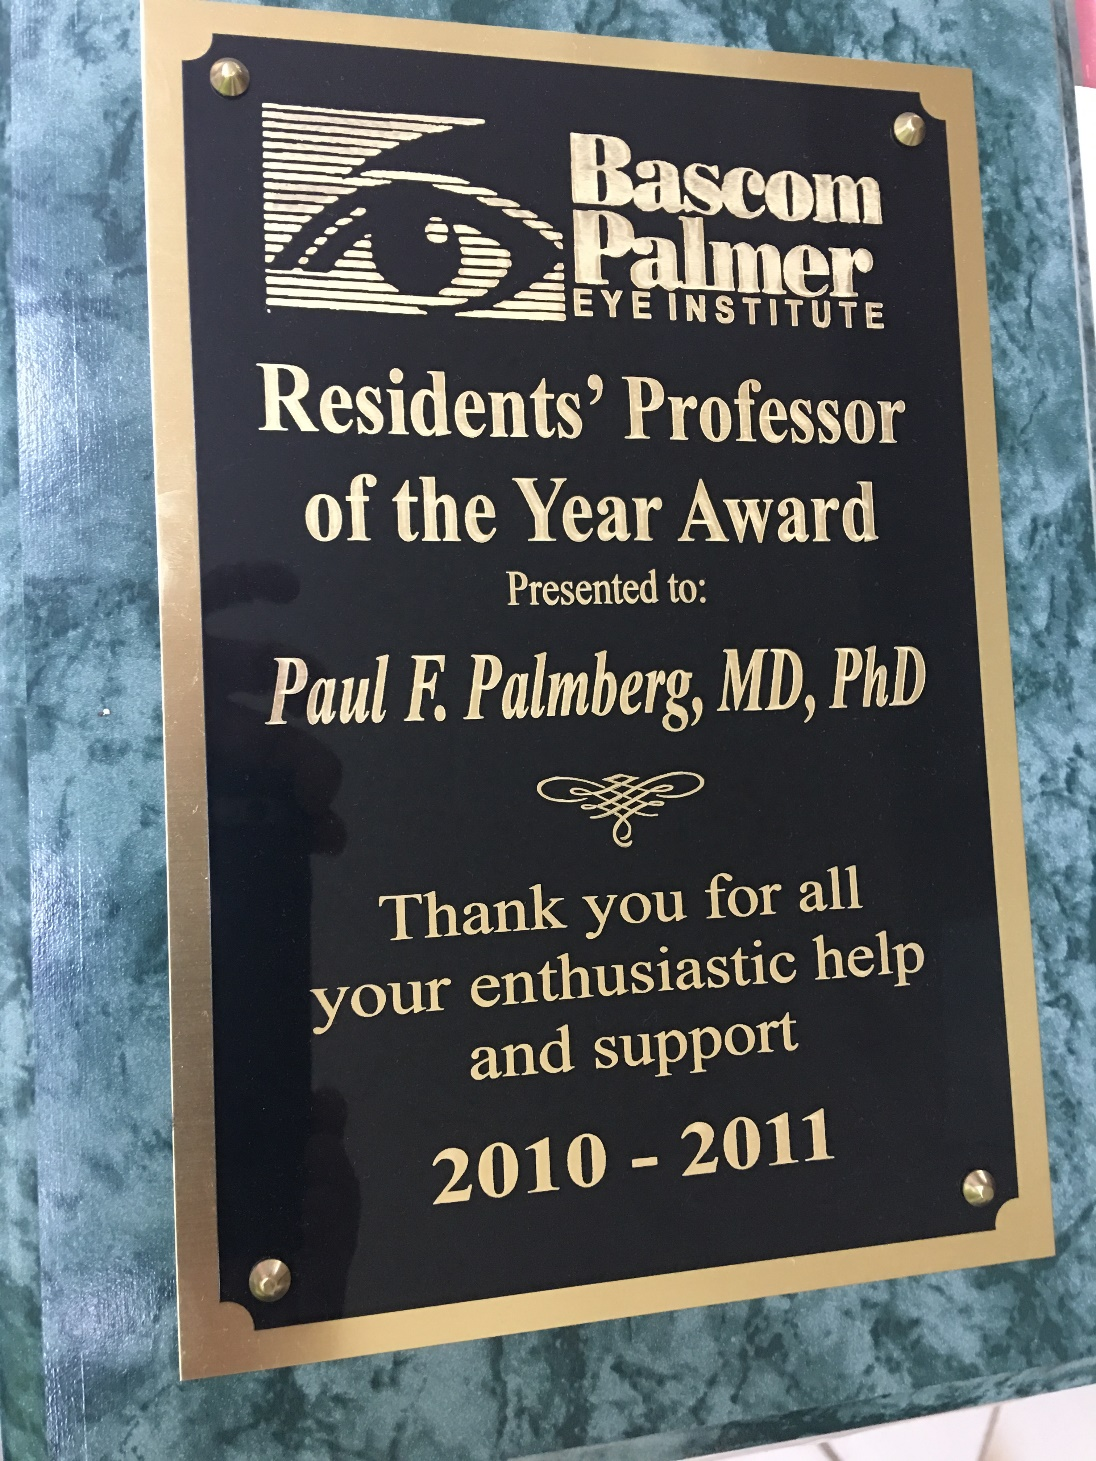 Bascom
Palmer
EYE INSTITUTE
Residents’ Professor
of the Year Award
Presented to:
Paul F. Palmberg, MD, PhD
Thank you for all
your enthusiastic help
and support
2010 - 2011